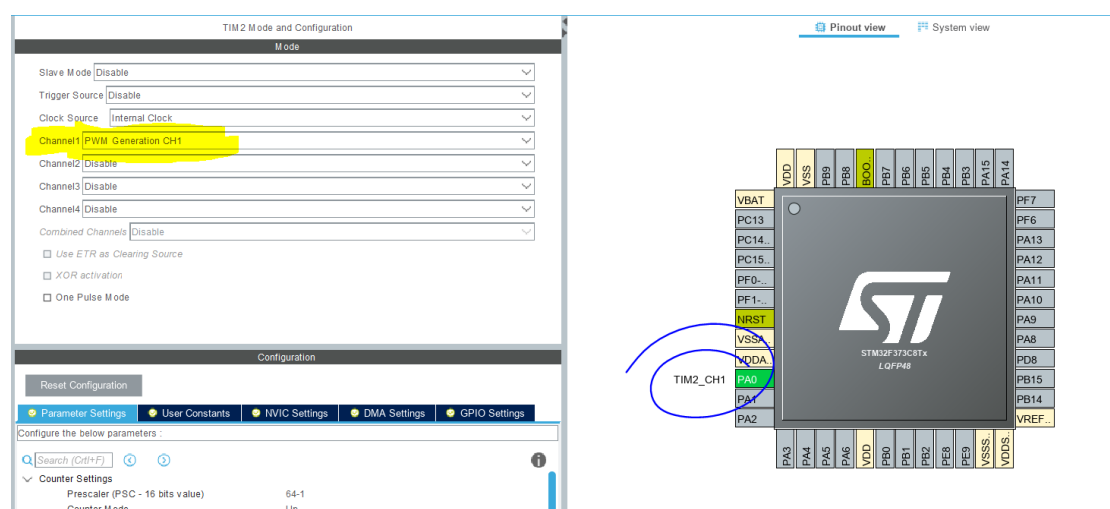 TIM2 Mode and Configuration
Mode
Slave Mode Disable
Trigger Source Disable
Clock Source Internal Clock
Channel1 PWM Generation CH1
Channel2 Disable
Channel3 Disable
Channel4 Disable
Combined Channels Disable
Use ETR as Clearing Source
XOR activation
One Pulse Mode
Configuration
Reset Configuration
Parameter Settings
User Constants
NVIC Settings
DMA Settings
GPIO Settings
Configure the below parameters :
Search (Crtl+F)
Counter Settings
Prescaler (PSC - 16 bits value) 64-1
Counter Mode Up
Pinout view
System view
VDD
VSS
PB9
PB8
BOO..
PB7
PB6
PB5
PB4
PB3
PA15
PA14
VBAT
PC13
PC14..
PC15..
PF0-..
PF1-..
NRST
VSSA..
VDDA..
TIM2_CH1
PA0
PA1
PA2
ST
STM32F373C8Tx
LQFP48
PF7
PF6
PA13
PA12
PA11
PA10
PA9
PA8
PD8
PB15
PB14
VREF..
PA3
PA4
PA5
PA6
VDD
PB0
PB1
PB2
PE8
PE9
VSSS..
VDDS..